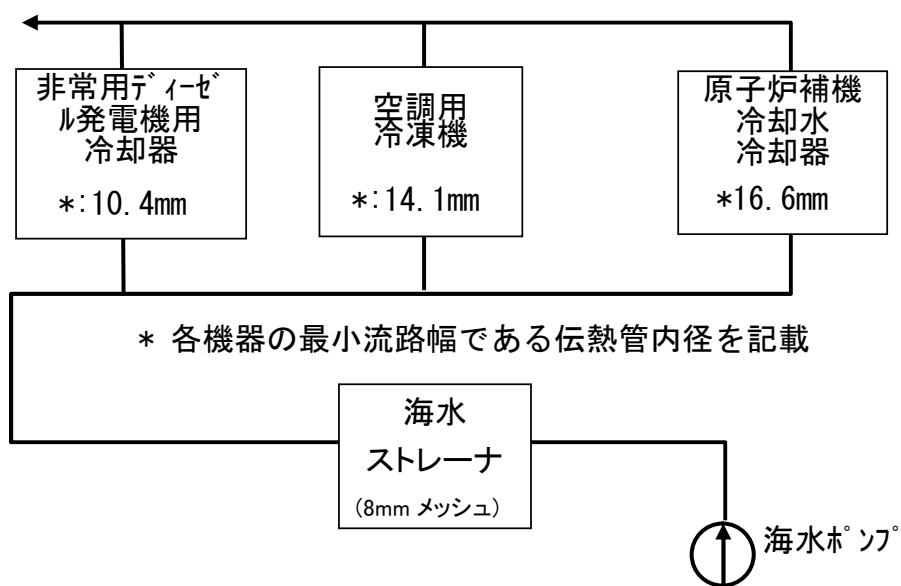 非常用ﾃﾞｨｰｾﾞ
ﾙ発電機用
冷却器
*:10.4mm
空調用
冷凍機
*:14.1mm
原子炉補機
冷却水
冷却器
*16.6mm
* 各機器の最小流路幅である伝熱管内径を記載
海水
ストレーナ
(8mm メッシュ)
海水ﾎﾟﾝﾌﾟ